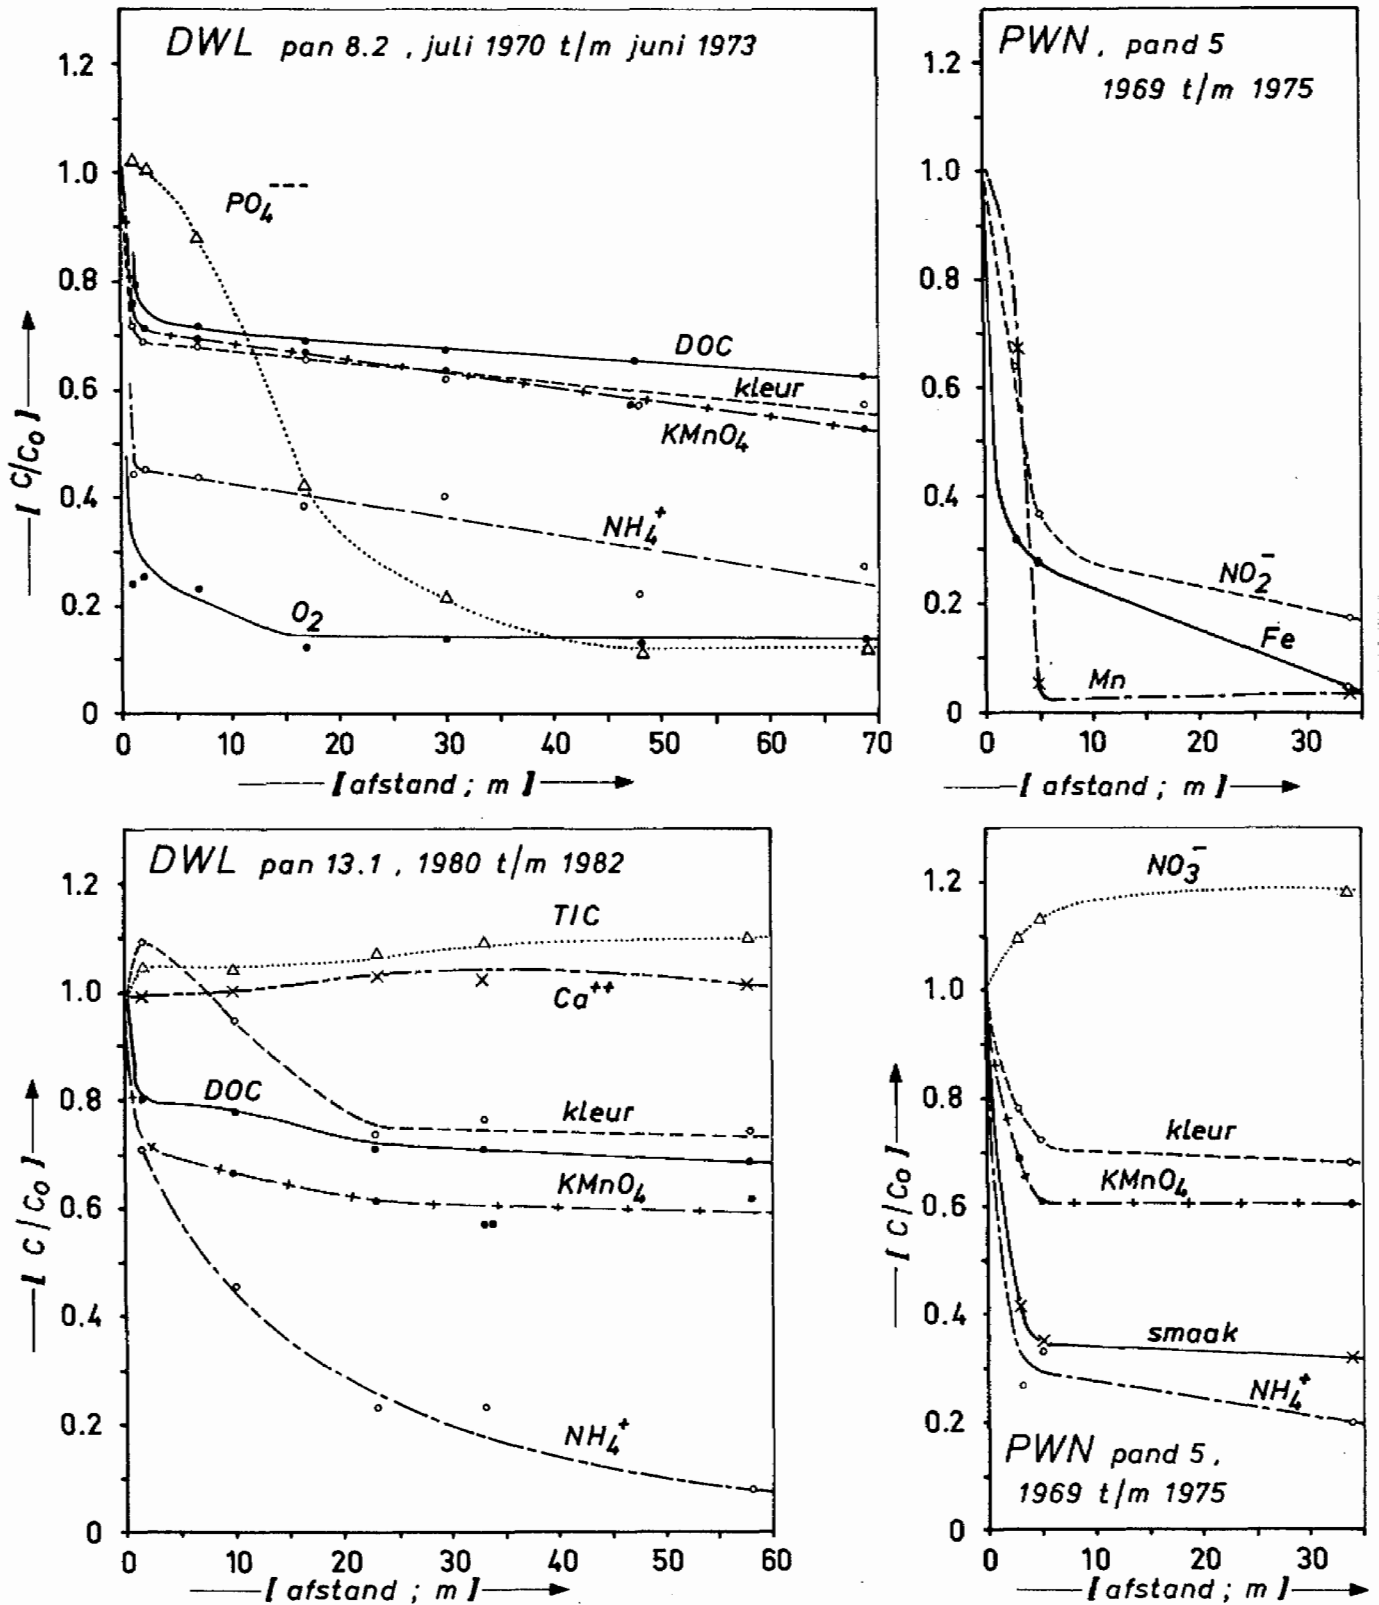 DWL pan 8.2 , juli 1970 t/m juni 1973
1.2
1.0
0.8
0.6
0.4
0.2
0
[ C/Co ]
PO4---
DOC
kleur
KMnO4
NH4+
O2
0 10 20 30 40 50 60 70
[ afstand ; m ]
PWN, pand 5
1969 t/m 1975
1.2
1.0
0.8
0.6
0.4
0.2
0
NO2-
Fe
Mn
0 10 20 30
[ afstand ; m ]
DWL pan 13.1 , 1980 t/m 1982
1.2
1.0
0.8
0.6
0.4
0.2
0
[ C/Co ]
TIC
Ca++
DOC
kleur
KMnO4
NH4+
0 10 20 30 40 50 60
[ afstand ; m ]
1.2
1.0
0.8
0.6
0.4
0.2
0
[ C/Co ]
NO3-
kleur
KMnO4
smaak
NH4+
PWN pand 5 ,
1969 t/m 1975
0 10 20 30
[ afstand ; m ]